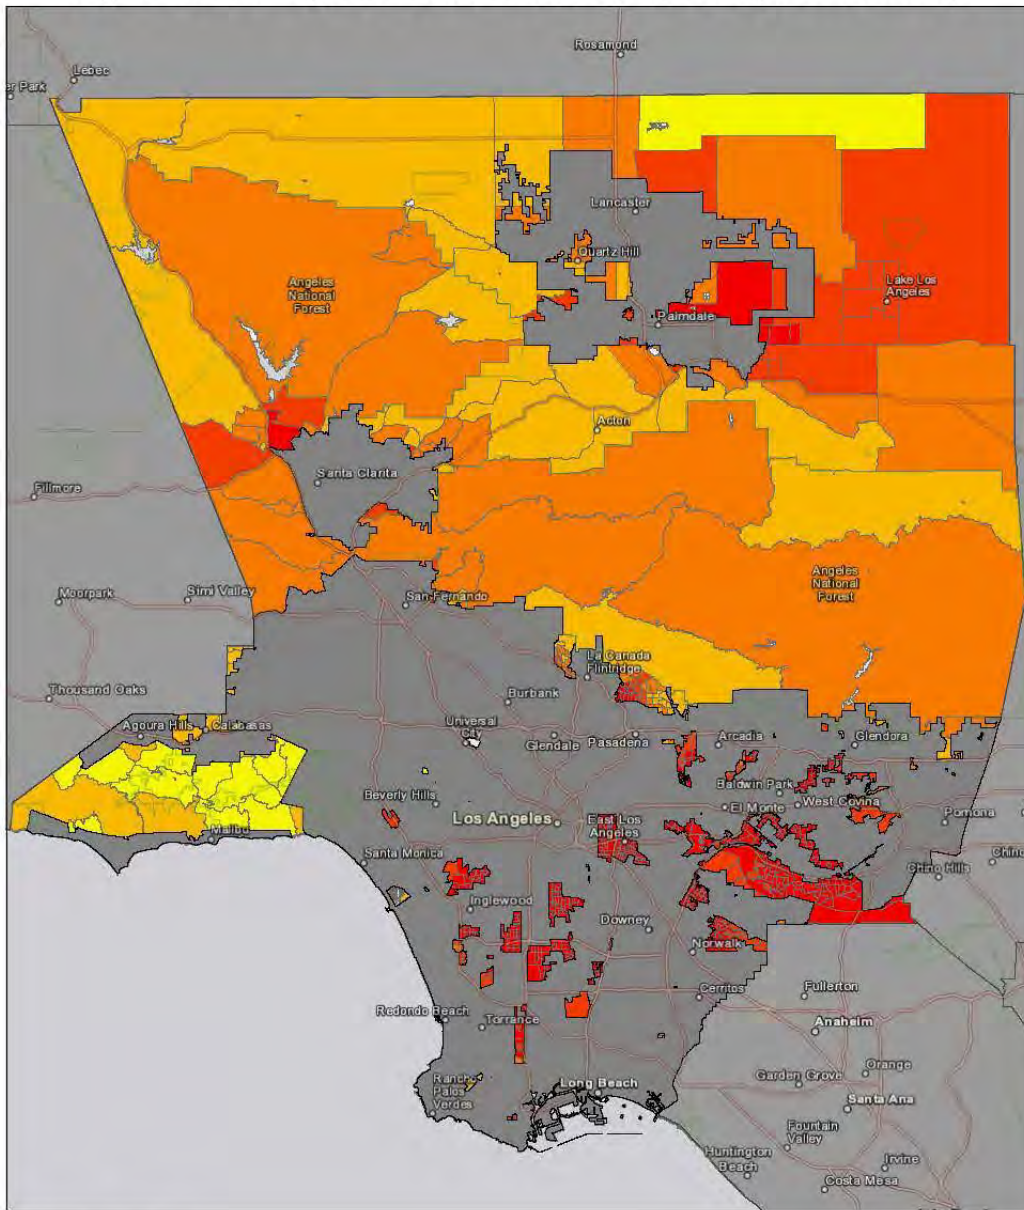 Rosamond
Lebec
er Park
Lancaster
Quartz Hill
Lake Los
Angeles
Angeles
National
Forest
Palmdale
Acton
Santa Clarita
Fillmore
Angeles
National
Forest
Moorpark
Simi Valley
San Fernando
La Canada
Flintridge
Thousand Oaks
Burbank
Agoura Hills
Calabasas
Universal
City
Glendale
Pasadena
Arcadia
Glendora
Baldwin Park
Beverly Hills
El Monte
West Covina
Los Angeles
East Los
Angeles
Pomona
Malibu
Santa Monica
Chino
Chino Hills
Inglewood
Downey
Norwalk
Cerritos
Fullerton
Redondo Beach
Torrance
Anaheim
Rancho
Palos
Verdes
Long Beach
Garden Grove
Orange
Santa Ana
Fountain
Valley
Huntington
Beach
Irvine
Costa Mesa